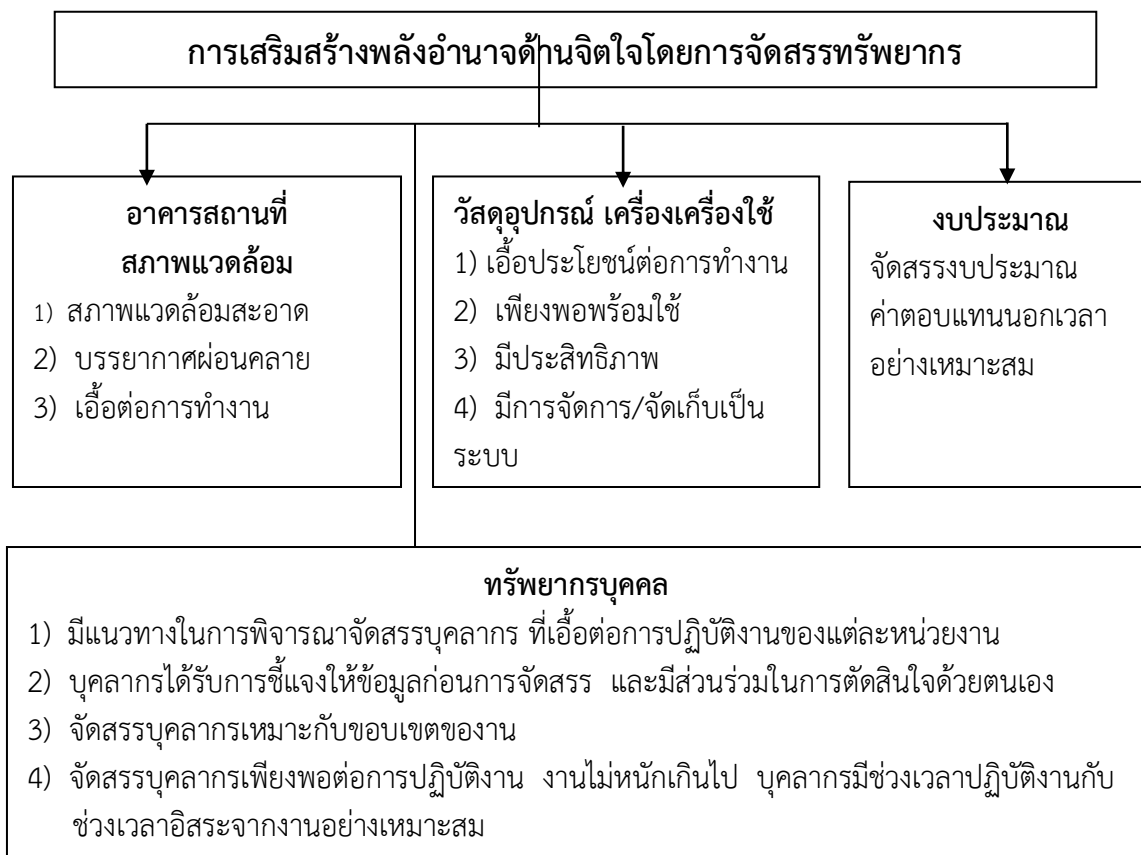 การเสริมสร้างพลังอำนาจด้านจิตใจโดยการจัดสรรทรัพยากร
อาคารสถานที่
สภาพแวดล้อม
1) สภาพแวดล้อมสะอาด
2) บรรยากาศผ่อนคลาย
3) เอื้อต่อการทำงาน
วัสดุอุปกรณ์ เครื่องเครื่องใช้
1) เอื้อประโยชน์ต่อการทำงาน
2) เพียงพอพร้อมใช้
3) มีประสิทธิภาพ
4) มีการจัดการ/จัดเก็บเป็น
ระบบ
งบประมาณ
จัดสรรงบประมาณ
ค่าตอบแทนนอกเวลา
อย่างเหมาะสม
ทรัพยากรบุคคล
1) มีแนวทางในการพิจารณาจัดสรรบุคลากร ที่เอื้อต่อการปฏิบัติงานของแต่ละหน่วยงาน
2) บุคลากรได้รับการชี้แจงให้ข้อมูลก่อนการจัดสรร และมีส่วนร่วมในการตัดสินใจด้วยตนเอง
3) จัดสรรบุคลากรเหมาะกับขอบเขตของงาน
4) จัดสรรบุคลากรเพียงพอต่อการปฏิบัติงาน งานไม่หนักเกินไป บุคลากรมีช่วงเวลาปฏิบัติงานกับ
ช่วงเวลาอิสระจากงานอย่างเหมาะสม